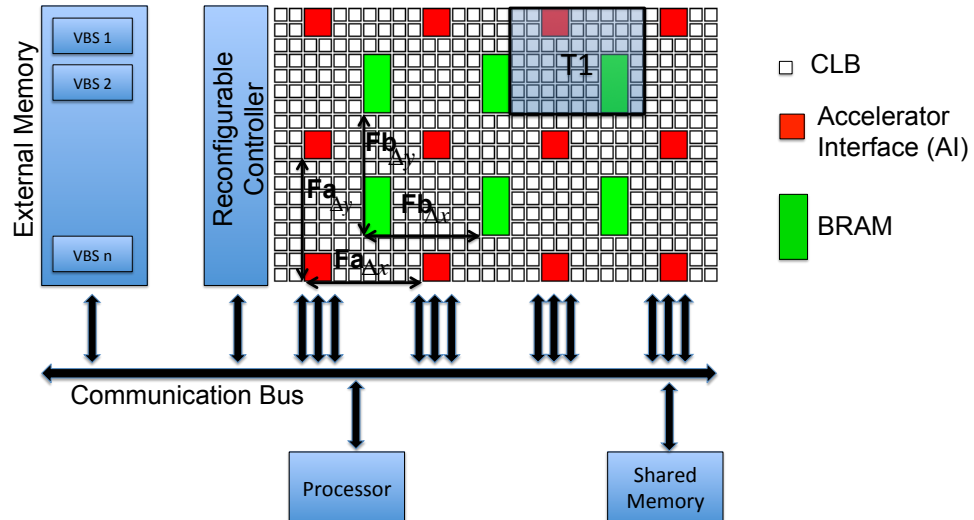 External Memory
VBS 1
VBS 2
VBS n
Reconfigurable
Controller
T1
Fb Δy
Fa Δy
Fb Δx
Fa Δx
CLB
Accelerator
Interface (AI)
BRAM
Communication Bus
Processor
Shared
Memory